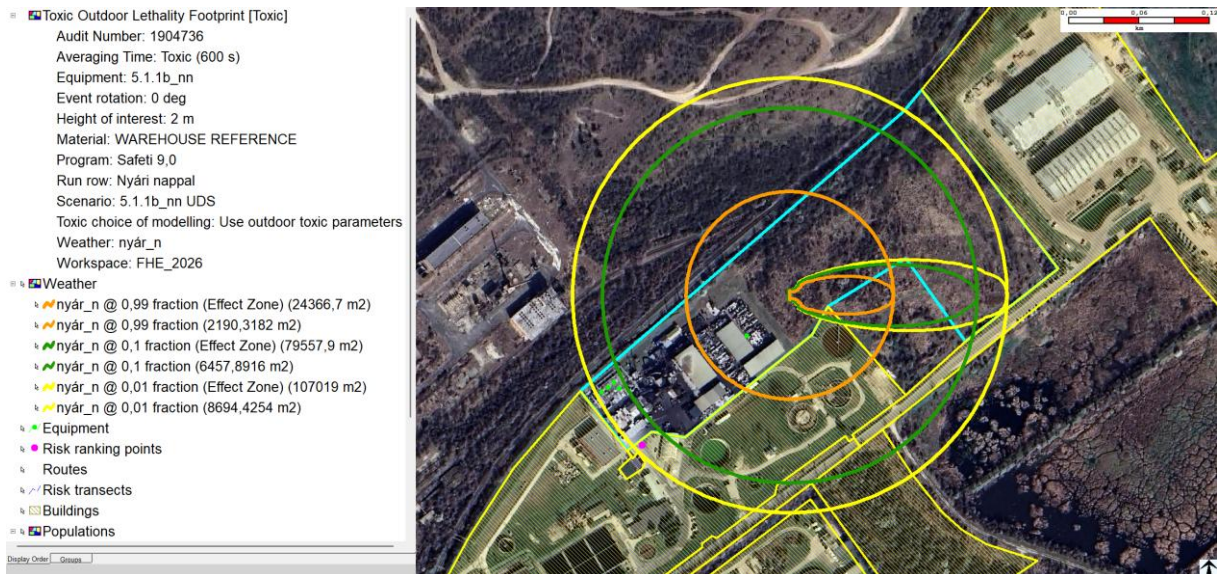 Toxic Outdoor Lethality Footprint [Toxic]
Audit Number: 1904736
Averaging Time: Toxic (600 s)
Equipment: 5.1.1b_nn
Event rotation: 0 deg
Height of interest: 2 m
Material: WAREHOUSE REFERENCE
Program: Safeti 9,0
Run row: Nyári nappal
Scenario: 5.1.1b_nn UDS
Toxic choice of modelling: Use outdoor toxic parameters
Weather: nyár_n
Workspace: FHE_2026
Weather
nyár_n @ 0,99 fraction (Effect Zone) (24366,7 m2)
nyár_n @ 0,99 fraction (2190,3182 m2)
nyár_n @ 0,1 fraction (Effect Zone) (79557,9 m2)
nyár_n @ 0,1 fraction (6457,8916 m2)
nyár_n @ 0,01 fraction (Effect Zone) (107019 m2)
nyár_n @ 0,01 fraction (8694,4254 m2)
Equipment
Risk ranking points
Routes
Risk transects
Buildings
Populations
Display Order Groups
0,00 0,06 0,12
km